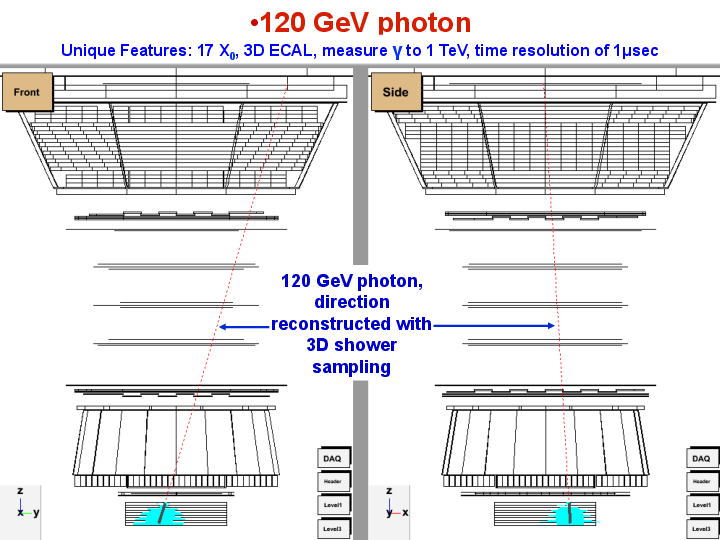 •120 GeV photon
Unique Features: 17 X0, 3D ECAL, measure γ to 1 TeV, time resolution of 1μsec
Front
Side
120 GeV photon,
direction
reconstructed with
3D shower
sampling
DAQ
Header
Level1
Level3
z
x y
DAQ
Header
Level1
Level3
z
y x